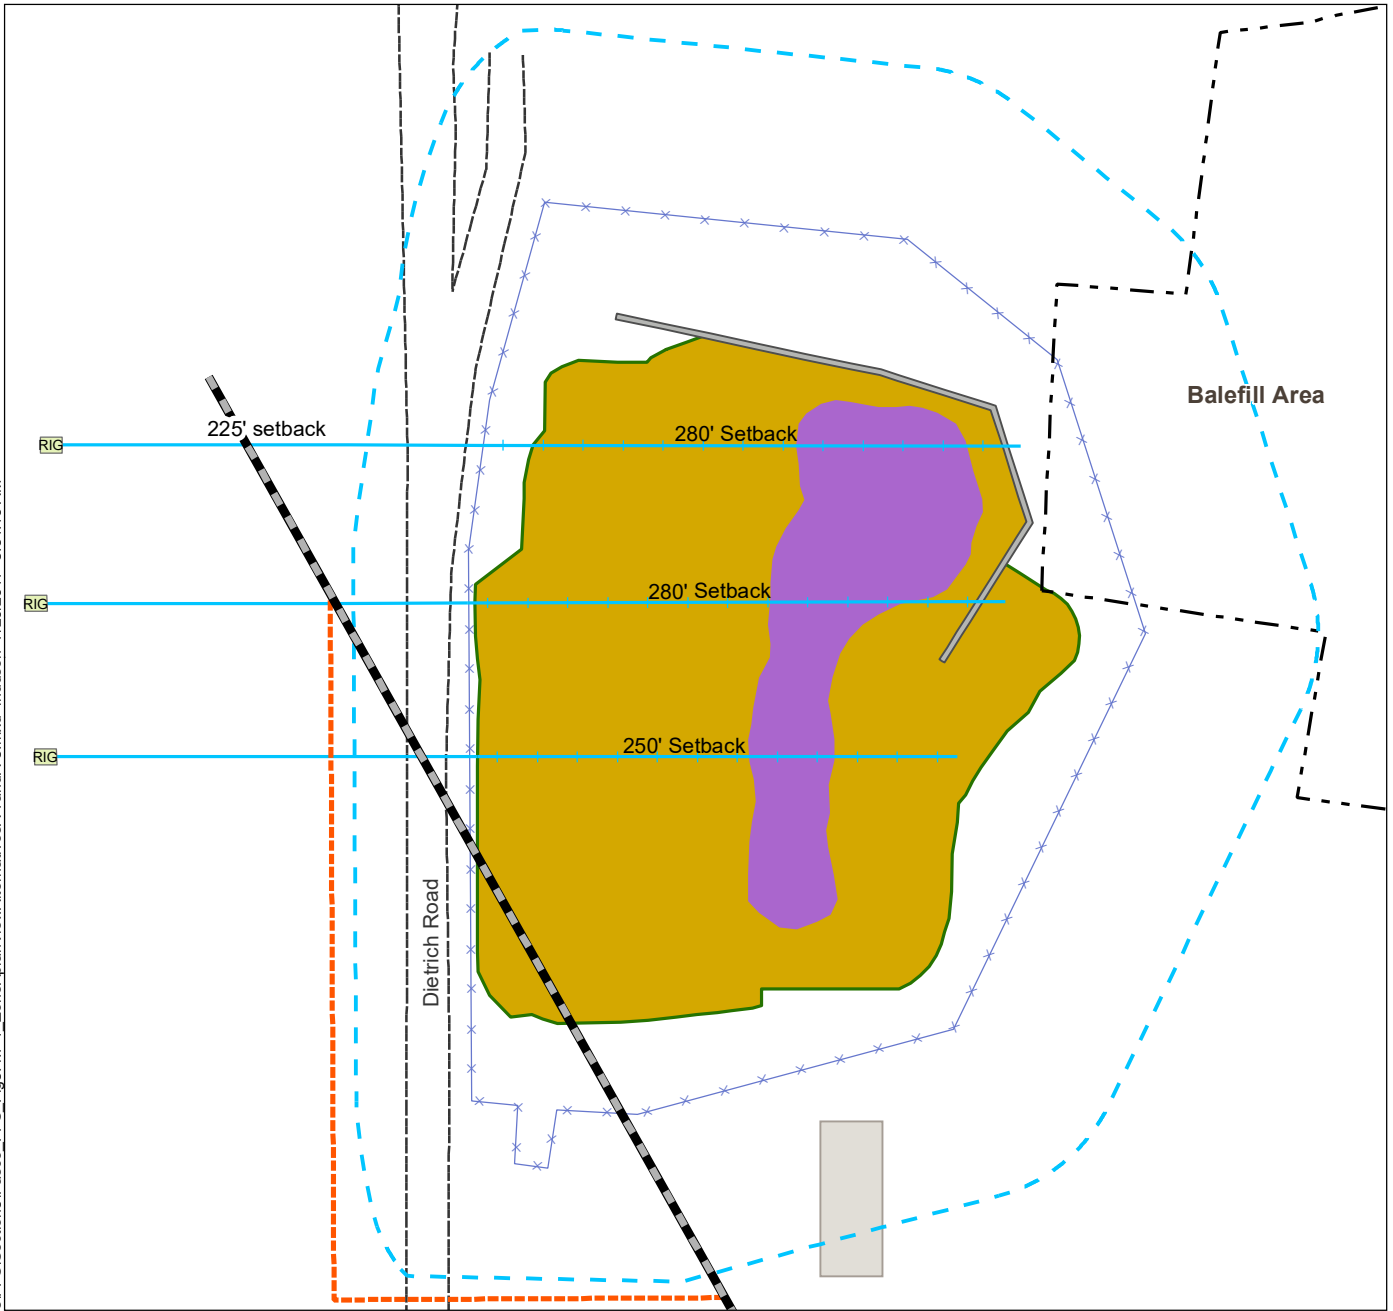 Balefill Area
225' setback
280' Setback
RIG
280' Setback
RIG
250' Setback
RIG
Dietrich Road